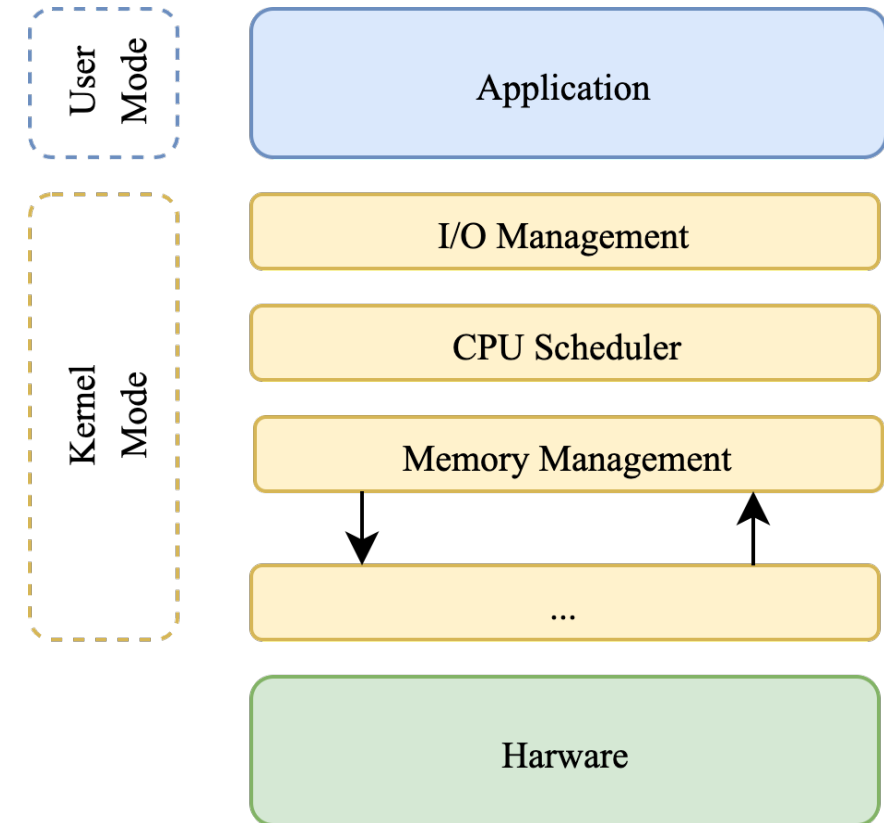 User
Mode
Application
Kernel
Mode
I/O Management
CPU Scheduler
Memory Management
...
Harware